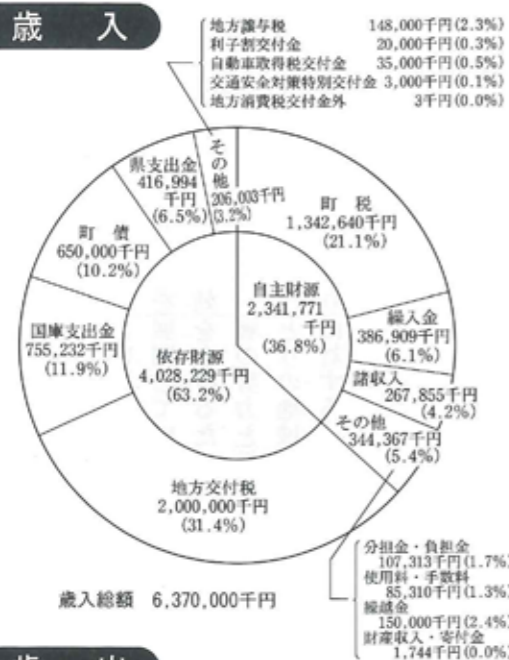 歳 入
地方譲与税 148,000千円(2.3%)
利子割交付金 20,000千円(0.3%)
自動車取得税交付金 35,000千円(0.5%)
交通安全対策特別交付金 3,000千円(0.1%)
地方消費税交付金外 3千円(0.0%)
その他
206,003千円
(3.2%)
県支出金
416,994
千円
(6.5%)
町 債
650,000千円
(10.2%)
国庫支出金
755,232千円
(11.9%)
地方交付税
2,000,000千円
(31.4%)
依存財源
4,028,229千円
(63.2%)
自主財源
2,341,771
千円
(36.8%)
町 税
1,342,640千円
(21.1%)
繰入金
386,909千円
(6.1%)
諸収入
267,855千円
(4.2%)
その他
344,367千円
(5.4%)
分担金・負担金
107,313千円(1.7%)
使用料・手数料
85,310千円(1.3%)
繰越金
150,000千円(2.4%)
財産収入・寄付金
1,744千円(0.0%)
歳入総額 6,370,000千円